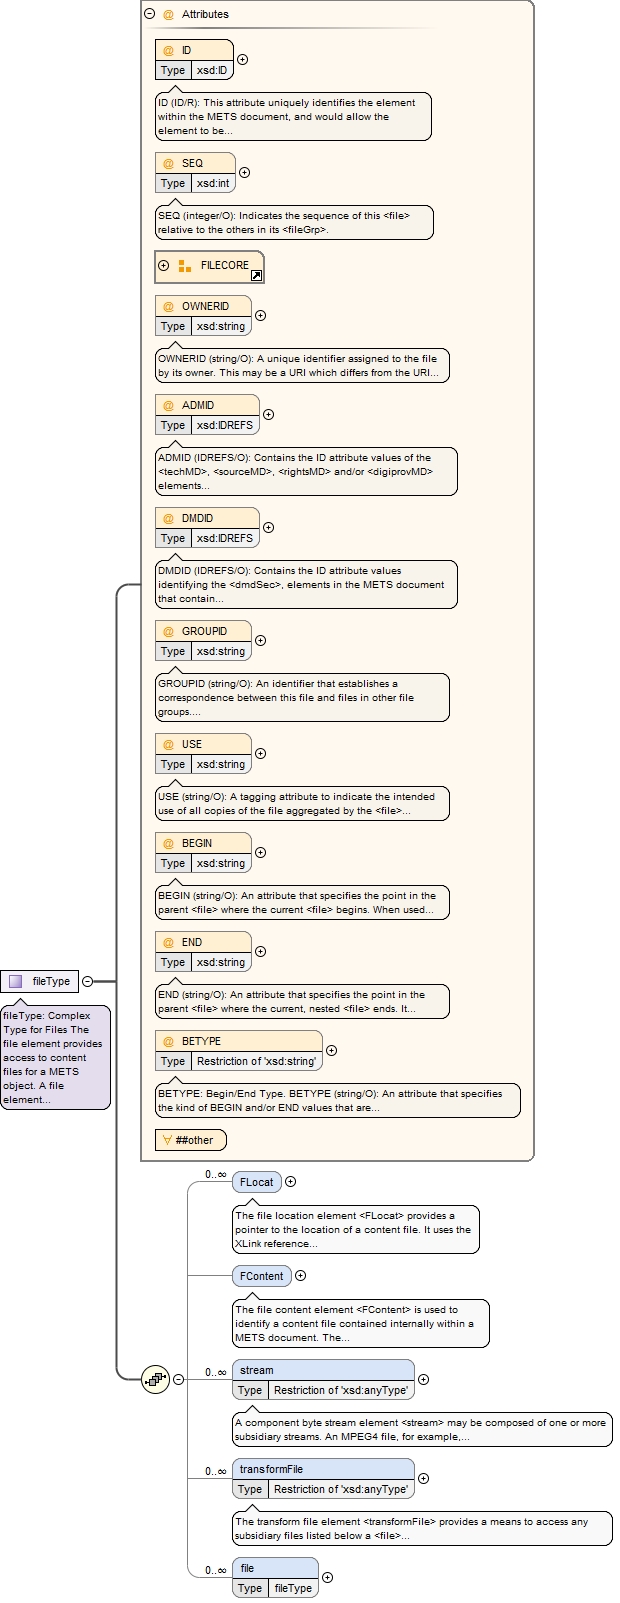 Attributes
@ ID
Type xsd:ID
ID (ID/R): This attribute uniquely identifies the element
within the METS document, and would allow the
element to be...
@ SEQ
Type xsd:int
SEQ (integer/O): Indicates the sequence of this <file>
relative to the others in its <fileGrp>.
FILECORE
@ OWNERID
Type xsd:string
OWNERID (string/O): A unique identifier assigned to the file
by its owner. This may be a URI which differs from the URI...
@ ADMID
Type xsd:IDREFS
ADMID (IDREFS/O): Contains the ID attribute values of the
<techMD>, <sourceMD>, <rightsMD> and/or <digiprovMD>
elements...
@ DMDID
Type xsd:IDREFS
DMDID (IDREFS/O): Contains the ID attribute values
identifying the <dmdSec>, elements in the METS document
that contain...
@ GROUPID
Type xsd:string
GROUPID (string/O): An identifier that establishes a
correspondence between this file and files in other file
groups....
@ USE
Type xsd:string
USE (string/O): A tagging attribute to indicate the intended
use of all copies of the file aggregated by the <file>...
@ BEGIN
Type xsd:string
BEGIN (string/O): An attribute that specifies the point in the
parent <file> where the current <file> begins. When used...
@ END
Type xsd:string
END (string/O): An attribute that specifies the point in the
parent <file> where the current, nested <file> ends. It...
@ BETYPE
Type Restriction of 'xsd:string'
BETYPE: Begin/End Type. BETYPE (string/O): An attribute that specifies
the kind of BEGIN and/or END values that are...
##other
fileType
fileType: Complex
Type for Files The
file element provides
access to content
files for a METS
object. A file
element...
0..∞ FLocat
The file location element <FLocat> provides a
pointer to the location of a content file. It uses the
XLink reference...
FContent
The file content element <FContent> is used to
identify a content file contained internally within a
METS document. The...
0..∞ stream
Type Restriction of 'xsd:anyType'
A component byte stream element <stream> may be composed of one or more
subsidiary streams. An MPEG4 file, for example,...
0..∞ transformFile
Type Restriction of 'xsd:anyType'
The transform file element <transformFile> provides a means to access any
subsidiary files listed below a <file>...
0..∞ file
Type fileType